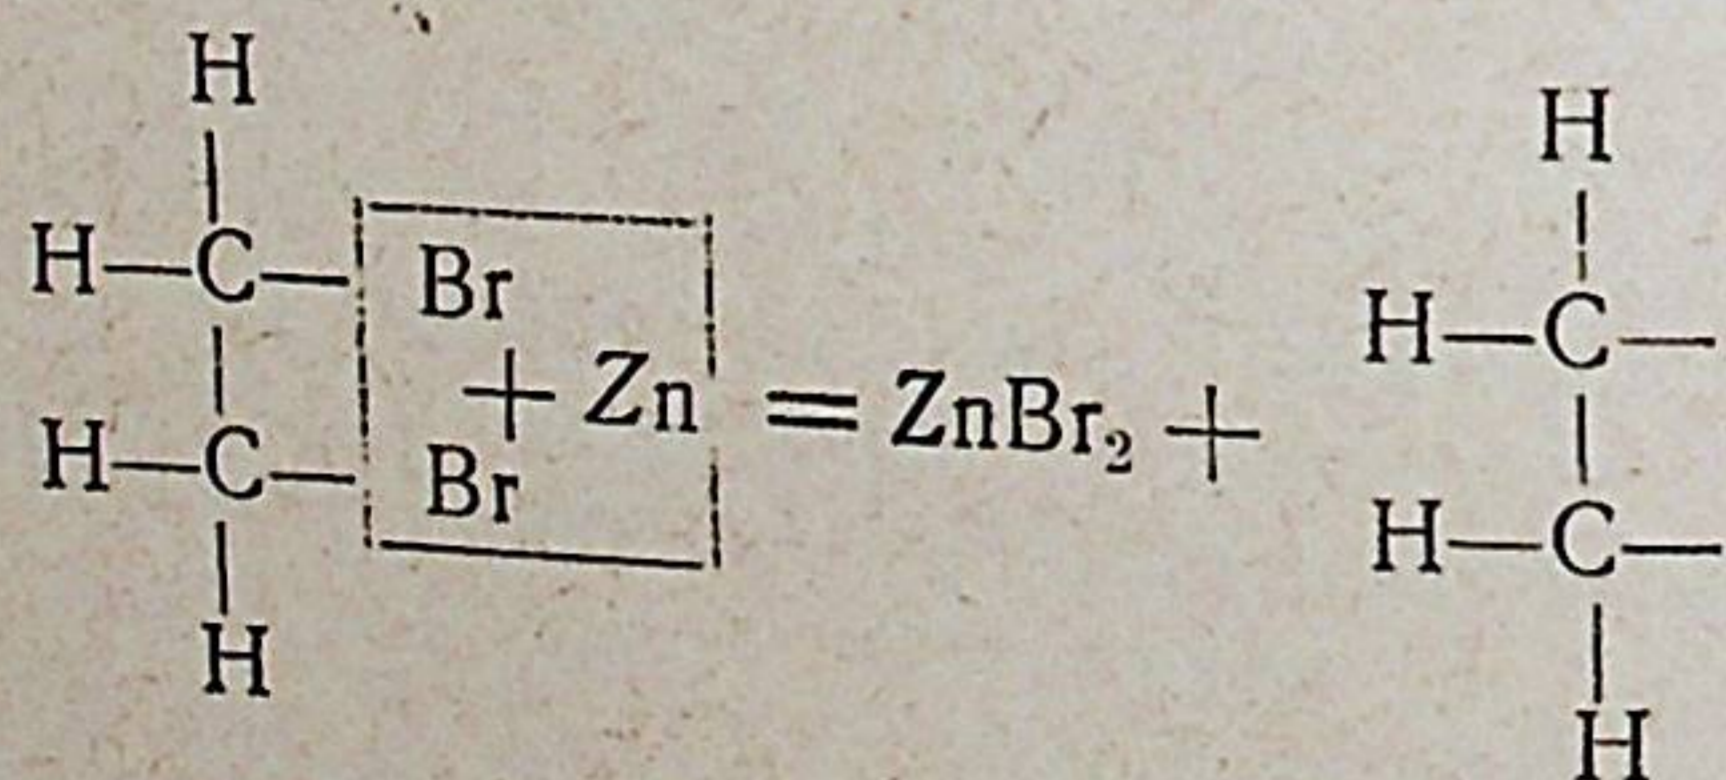 H
H
H—C—
Br
H—C—
+ Zn = ZnBr₂ +
H—C—
Br
H—C—
H
H